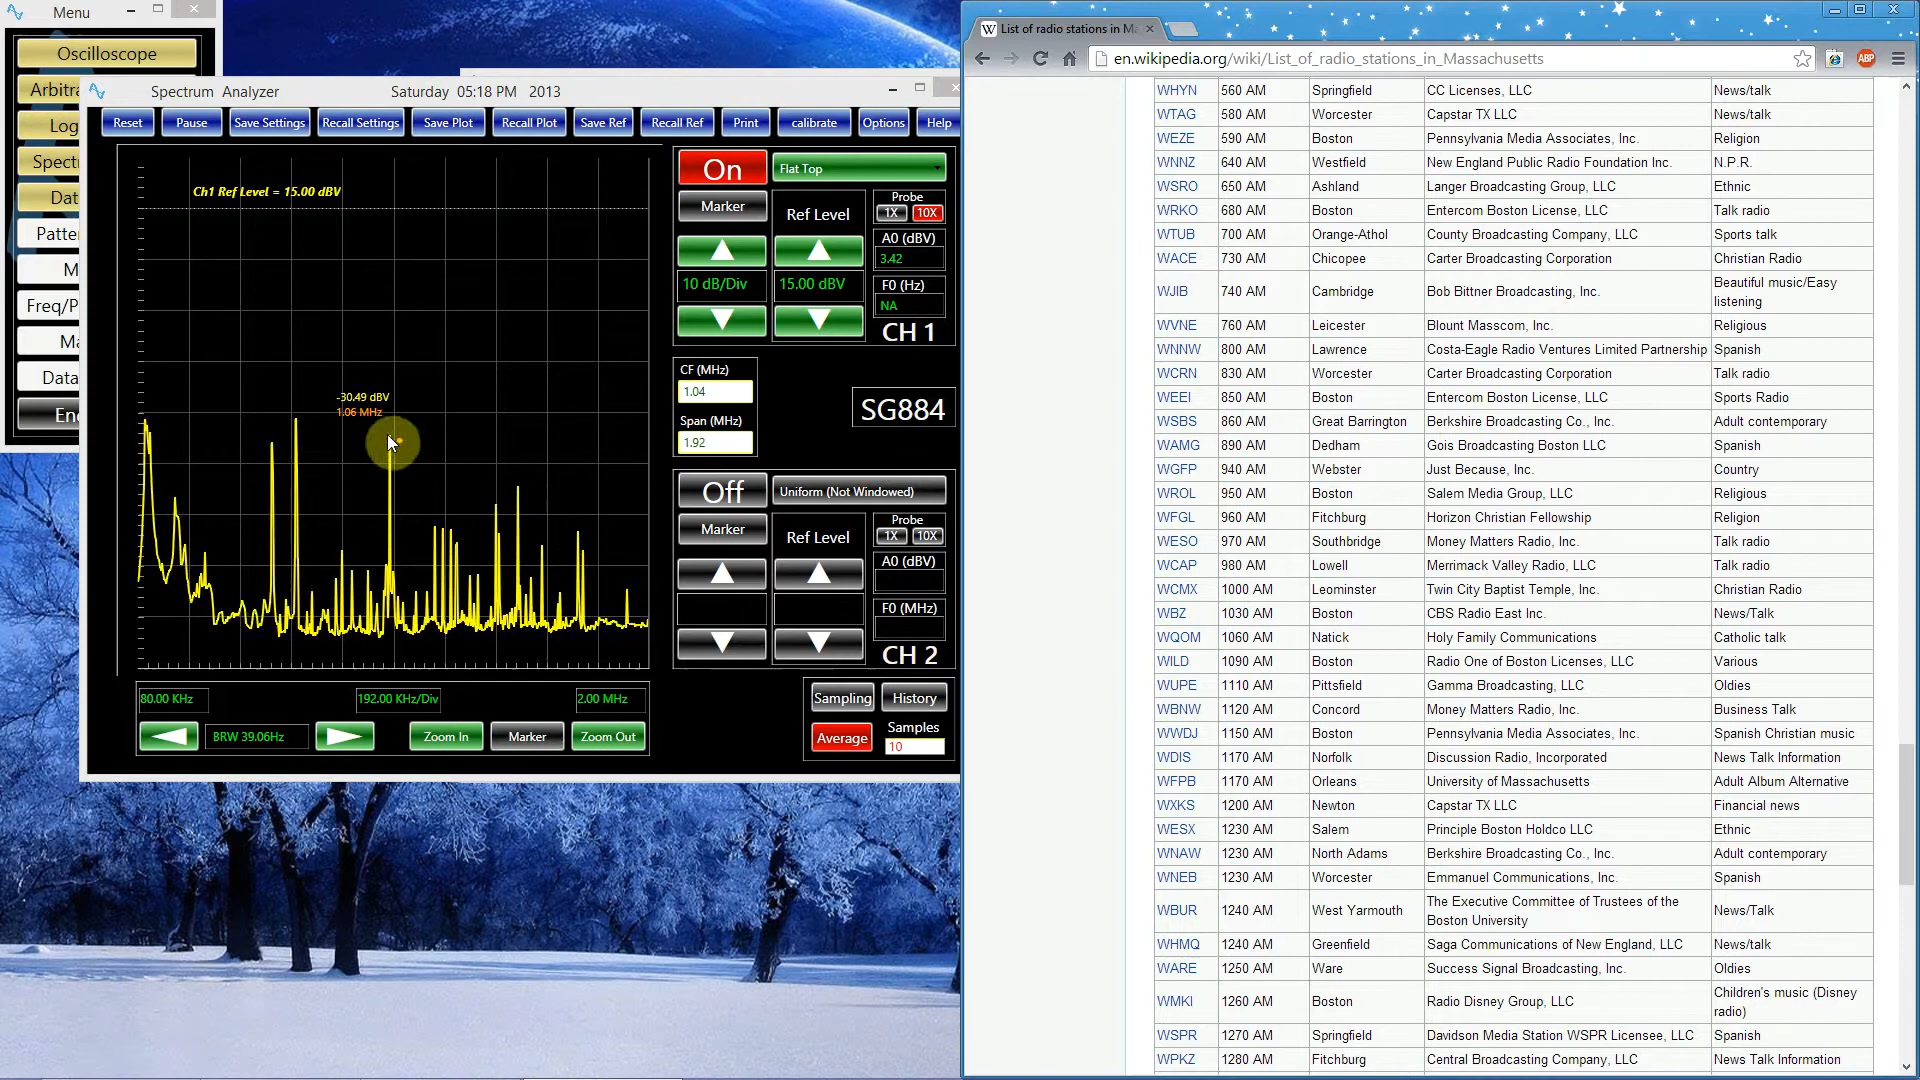 Menu
Oscilloscope
Arbitra
Log
Spect
Dat
Patte
M
Freq/P
Ma
Data
En
Spectrum Analyzer
Saturday 05:18 PM 2013
Reset
Pause
Save Settings
Recall Settings
Save Plot
Recall Plot
Save Ref
Recall Ref
Print
calibrate
Options
Help
Ch1 Ref Level = 15.00 dBV
-30.49 dBV
1.06 MHz
On
Flat Top
Marker
Ref Level
Probe
1X 10X
A0 (dBV)
3.42
10 dB/Div
15.00 dBV
F0 (Hz)
NA
CH 1
CF (MHz)
1.04
Span (MHz)
1.92
SG884
Off
Uniform (Not Windowed)
Marker
Ref Level
Probe
1X 10X
A0 (dBV)
F0 (MHz)
CH 2
80.00 KHz
192.00 KHz/Div
2.00 MHz
BRW 39.06Hz
Zoom In
Marker
Zoom Out
Sampling
History
Average
Samples
10
W List of radio stations in Ma
en.wikipedia.org/wiki/List_of_radio_stations_in_Massachusetts
ABP
WHYN 560 AM Springfield CC Licenses, LLC News/talk
WTAG 580 AM Worcester Capstar TX LLC News/talk
WEZE 590 AM Boston Pennsylvania Media Associates, Inc. Religion
WNNZ 640 AM Westfield New England Public Radio Foundation Inc. N.P.R.
WSRO 650 AM Ashland Langer Broadcasting Group, LLC Ethnic
WRKO 680 AM Boston Entercom Boston License, LLC Talk radio
WTUB 700 AM Orange-Athol County Broadcasting Company, LLC Sports talk
WACE 730 AM Chicopee Carter Broadcasting Corporation Christian Radio
WJIB 740 AM Cambridge Bob Bittner Broadcasting, Inc. Beautiful music/Easy
listening
WVNE 760 AM Leicester Blount Masscom, Inc. Religious
WNNW 800 AM Lawrence Costa-Eagle Radio Ventures Limited Partnership Spanish
WCRN 830 AM Worcester Carter Broadcasting Corporation Talk radio
WEEI 850 AM Boston Entercom Boston License, LLC Sports Radio
WSBS 860 AM Great Barrington Berkshire Broadcasting Co., Inc. Adult contemporary
WAMG 890 AM Dedham Gois Broadcasting Boston LLC Spanish
WGFP 940 AM Webster Just Because, Inc. Country
WROL 950 AM Boston Salem Media Group, LLC Religious
WFGL 960 AM Fitchburg Horizon Christian Fellowship Religion
WESO 970 AM Southbridge Money Matters Radio, Inc. Talk radio
WCAP 980 AM Lowell Merrimack Valley Radio, LLC Talk radio
WCMX 1000 AM Leominster Twin City Baptist Temple, Inc. Christian Radio
WBZ 1030 AM Boston CBS Radio East Inc. News/Talk
WQOM 1060 AM Natick Holy Family Communications Catholic talk
WILD 1090 AM Boston Radio One of Boston Licenses, LLC Various
WUPE 1110 AM Pittsfield Gamma Broadcasting, LLC Oldies
WBNW 1120 AM Concord Money Matters Radio, Inc. Business Talk
WWDJ 1150 AM Boston Pennsylvania Media Associates, Inc. Spanish Christian music
WDIS 1170 AM Norfolk Discussion Radio, Incorporated News Talk Information
WFPB 1170 AM Orleans University of Massachusetts Adult Album Alternative
WXKS 1200 AM Newton Capstar TX LLC Financial news
WESX 1230 AM Salem Principle Boston Holdco LLC Ethnic
WNAW 1230 AM North Adams Berkshire Broadcasting Co., Inc. Adult contemporary
WNEB 1230 AM Worcester Emmanuel Communications, Inc. Spanish
WBUR 1240 AM West Yarmouth The Executive Committee of Trustees of the
Boston University News/Talk
WHMQ 1240 AM Greenfield Saga Communications of New England, LLC News/talk
WARE 1250 AM Ware Success Signal Broadcasting, Inc. Oldies
WMKI 1260 AM Boston Radio Disney Group, LLC Children's music (Disney
radio)
WSPR 1270 AM Springfield Davidson Media Station WSPR Licensee, LLC Spanish
WPKZ 1280 AM Fitchburg Central Broadcasting Company, LLC News Talk Information